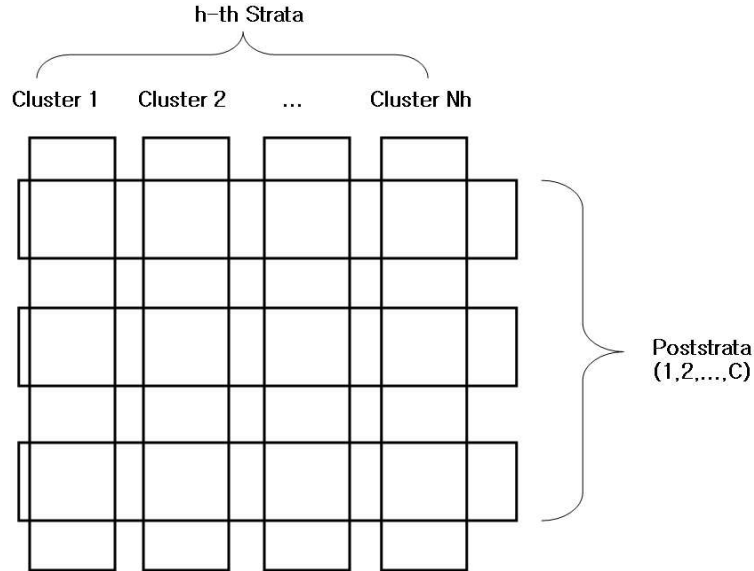 h-th Strata
Cluster 1 Cluster 2 ... Cluster Nh
Poststrata
(1,2,...,C)